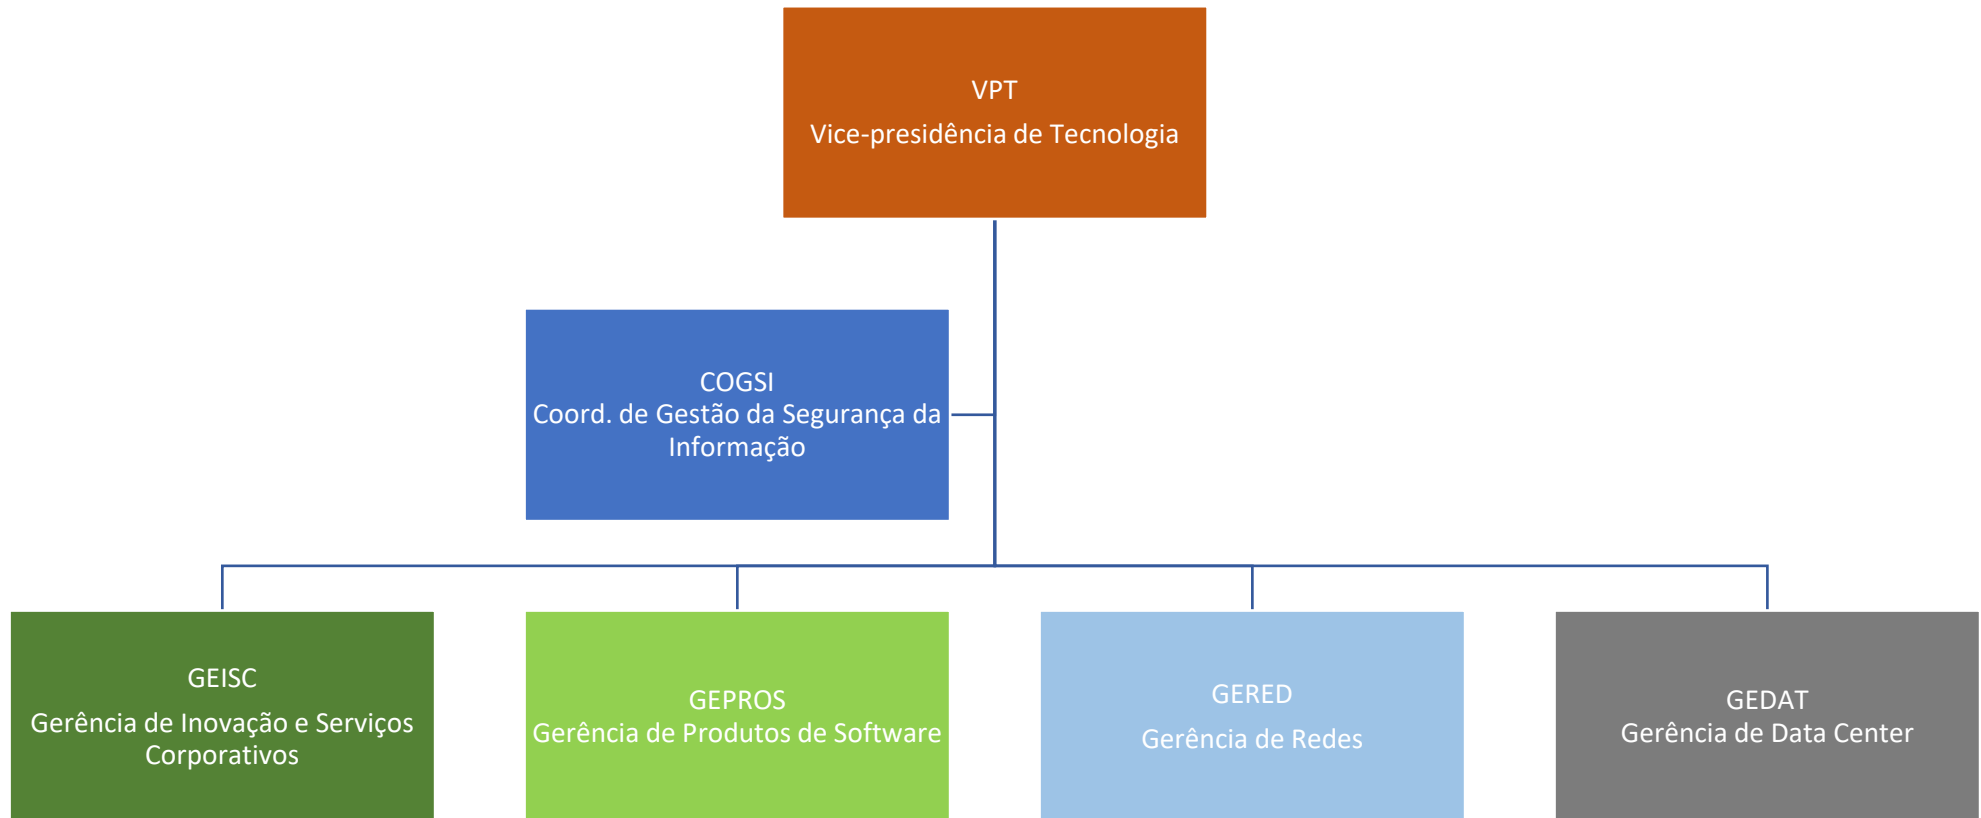 VPT
Vice-presidência de Tecnologia
COGSI
Coord. de Gestão da Segurança da
Informação
GEISC
Gerência de Inovação e Serviços
Corporativos
GEPROS
Gerência de Produtos de Software
GERED
Gerência de Redes
GEDAT
Gerência de Data Center